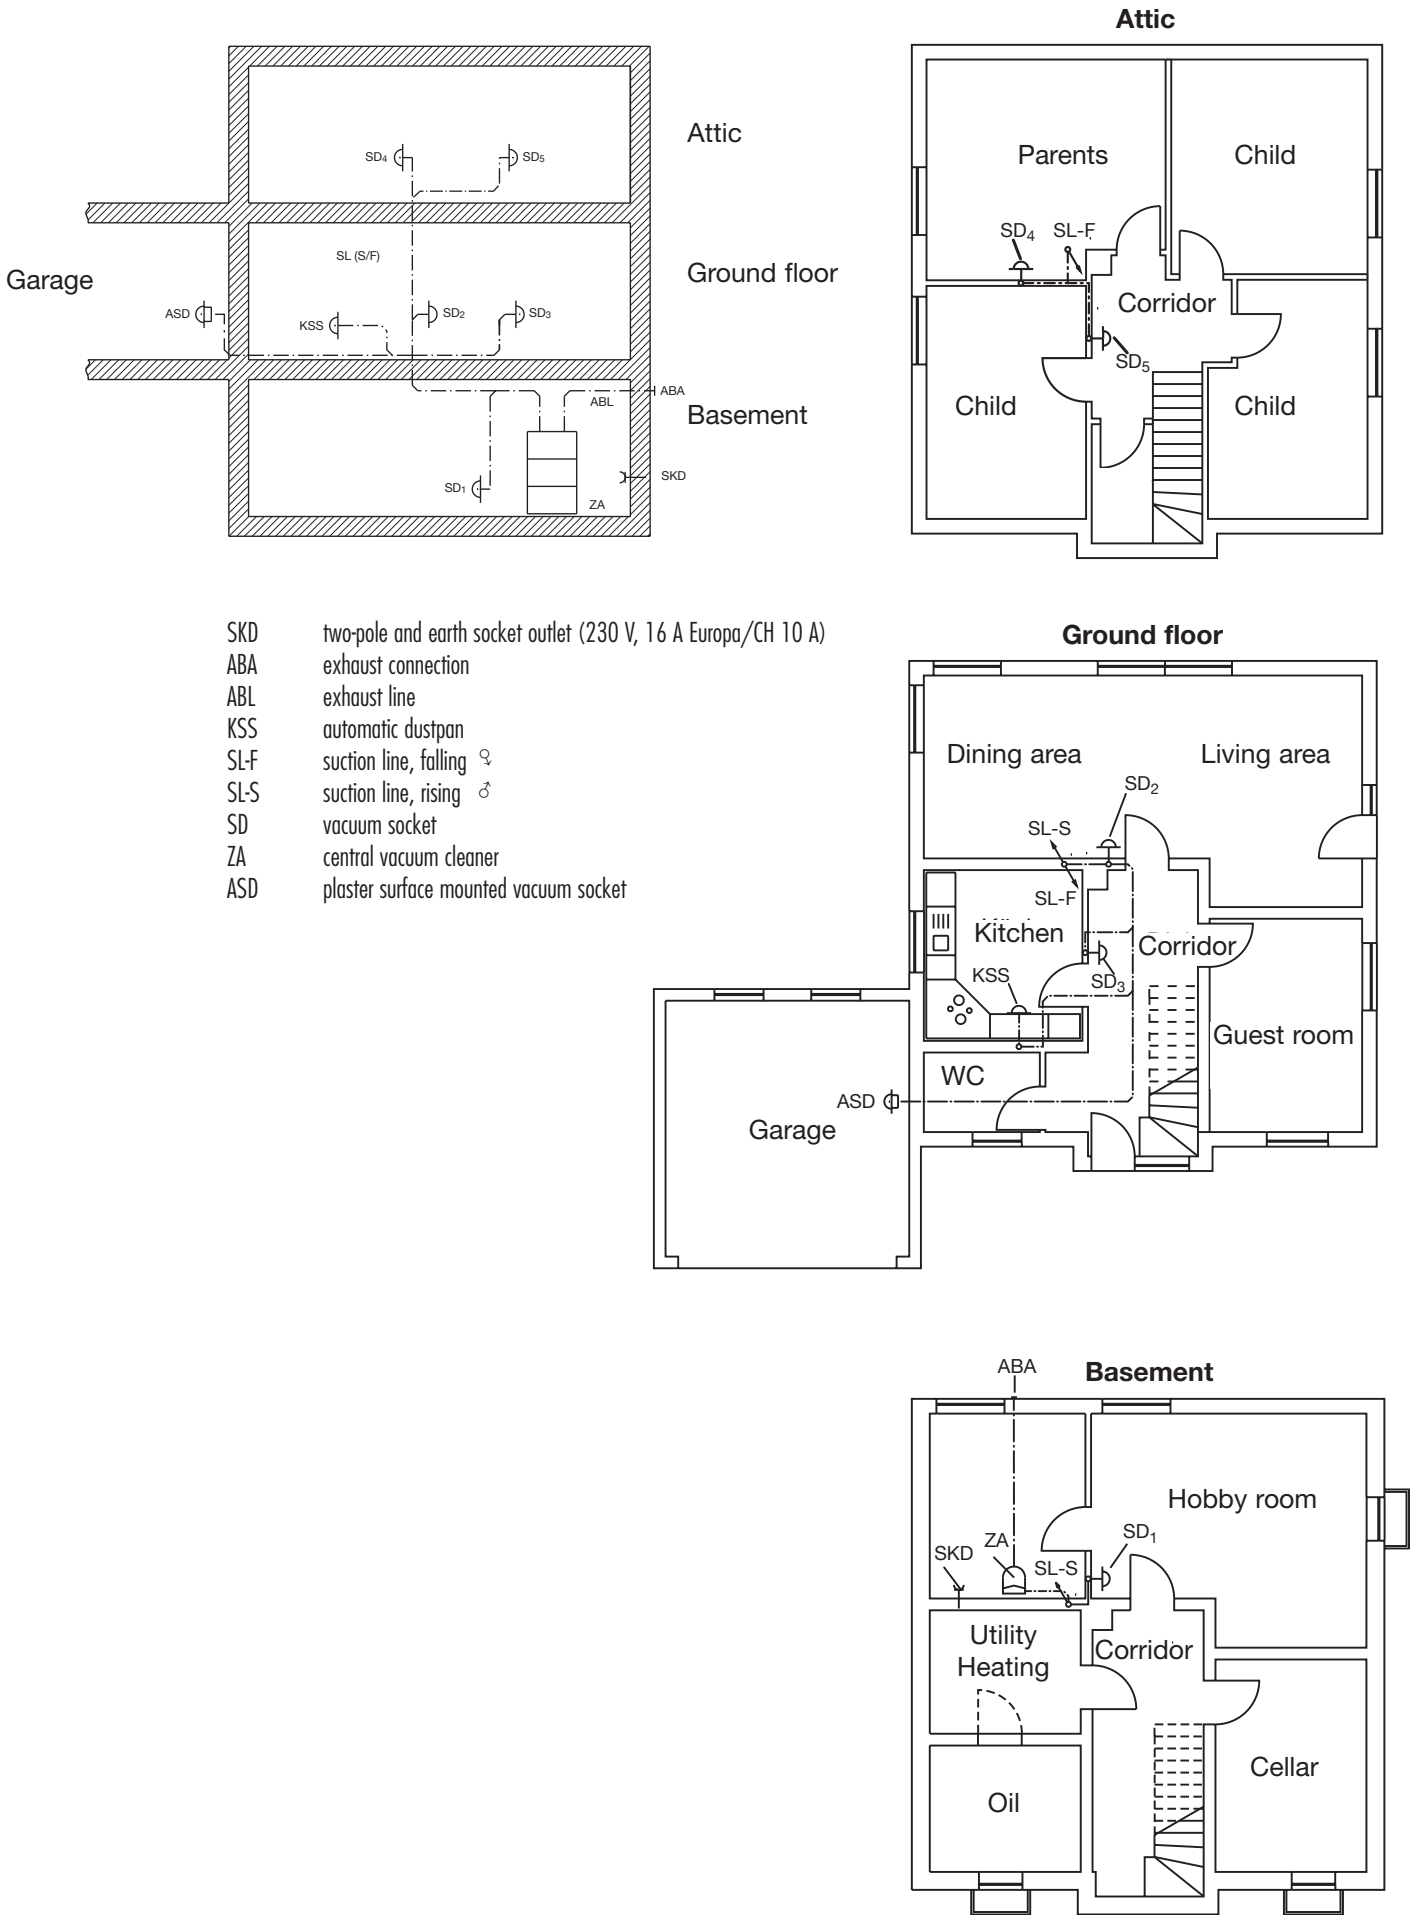 Attic
SD4
SD5
Attic
SL (S/F)
Garage
Ground floor
ASD
KSS
SD2
SD3
ABL
ABA
Basement
SD1
ZA
SKD
Parents
Child
SD4
SL-F
Corridor
SD5
Child
Child
SKD two-pole and earth socket outlet (230 V, 16 A Europa/CH 10 A)
ABA exhaust connection
ABL exhaust line
KSS automatic dustpan
SL-F suction line, falling
SL-S suction line, rising
SD vacuum socket
ZA central vacuum cleaner
ASD plaster surface mounted vacuum socket
Ground floor
Dining area
Living area
SD2
SL-S
SL-F
Kitchen
Corridor
KSS
SD3
Guest room
WC
ASD
Garage
ABA
Basement
Hobby room
SD1
ZA
SKD
SL-S
Utility
Heating
Corridor
Cellar
Oil